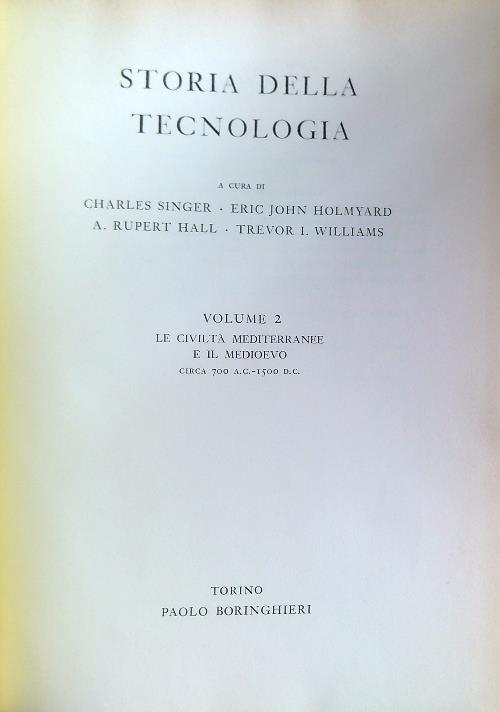 STORIA DELLA
TECNOLOGIA
A CURA DI
CHARLES SINGER · ERIC JOHN HOLMYARD
A. RUPERT HALL · TREVOR I. WILLIAMS
VOLUME 2
LE CIVILTÀ MEDITERRANEE
E IL MEDIOEVO
CIRCA 700 A.C.-1500 D.C.
TORINO
PAOLO BORINGHIERI